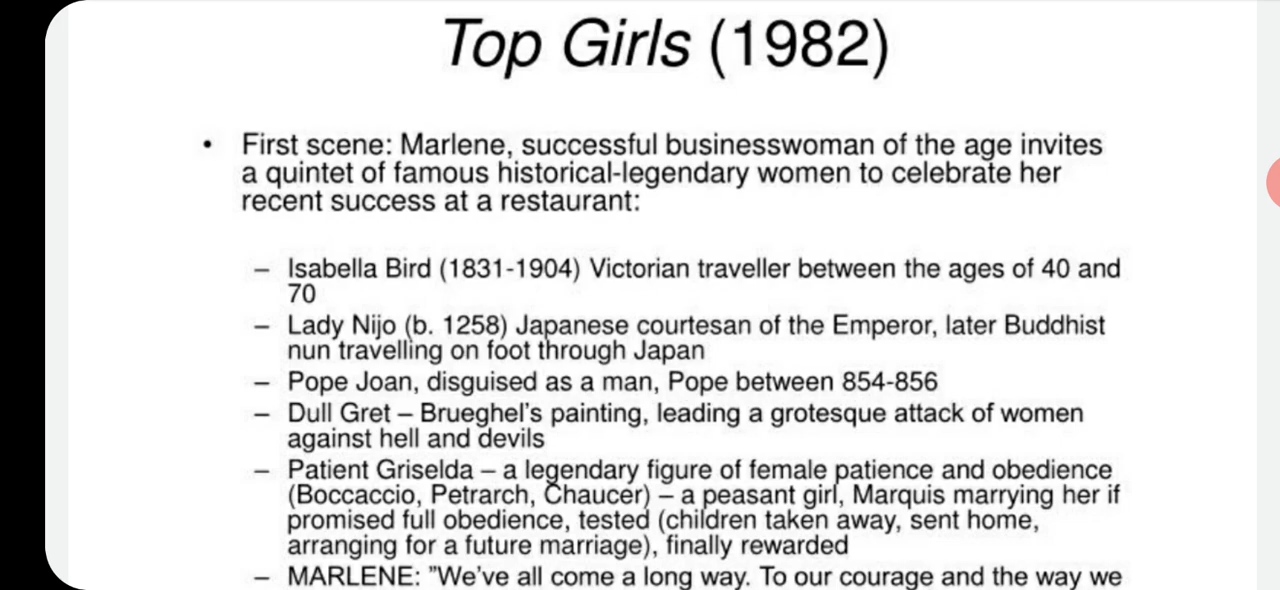 Top Girls (1982)
• First scene: Marlene, successful businesswoman of the age invites
a quintet of famous historical-legendary women to celebrate her
recent success at a restaurant:
– Isabella Bird (1831-1904) Victorian traveller between the ages of 40 and
70
– Lady Nijo (b. 1258) Japanese courtesan of the Emperor, later Buddhist
nun travelling on foot through Japan
– Pope Joan, disguised as a man, Pope between 854-856
– Dull Gret – Brueghel's painting, leading a grotesque attack of women
against hell and devils
– Patient Griselda – a legendary figure of female patience and obedience
(Boccaccio, Petrarch, Chaucer) – a peasant girl, Marquis marrying her if
promised full obedience, tested (children taken away, sent home,
arranging for a future marriage), finally rewarded
– MARLENE: "We've all come a long way. To our courage and the way we